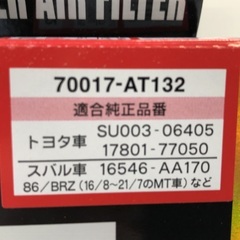 ER AIR FILTER
70017-AT132
適合純正品番
トヨタ車 SU003-06405
17801-77050
スバル車 16546-AA170
86/BRZ (16/8~21/7のMT車) など